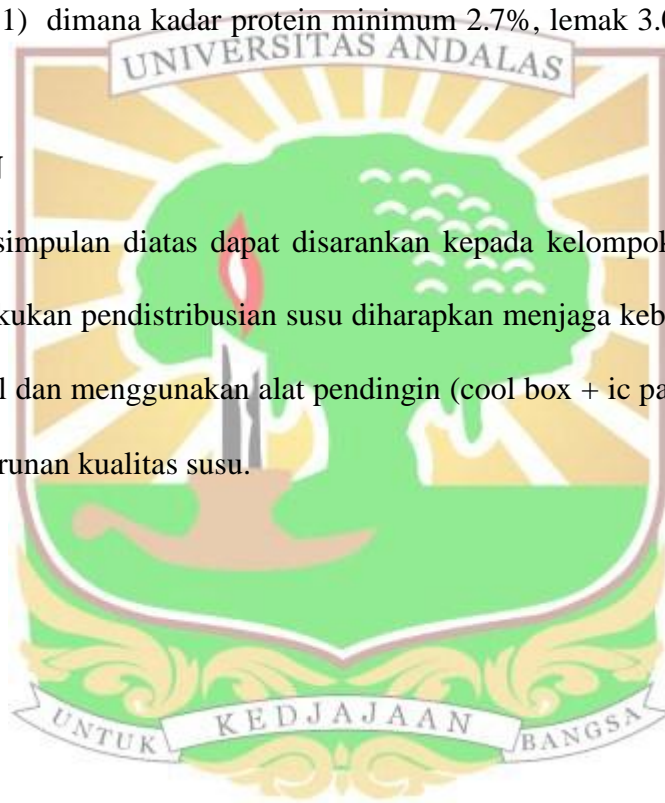 1) dimana kadar protein minimum 2.7%, lemak 3.
UNIVERSITAS ANDALAS
simpulan diatas dapat disarankan kepada kelompok
kukan pendistribusian susu diharapkan menjaga keb
l dan menggunakan alat pendingin (cool box + ic pa
runan kualitas susu.
UNTUK KEDJAJAAN BANGSA